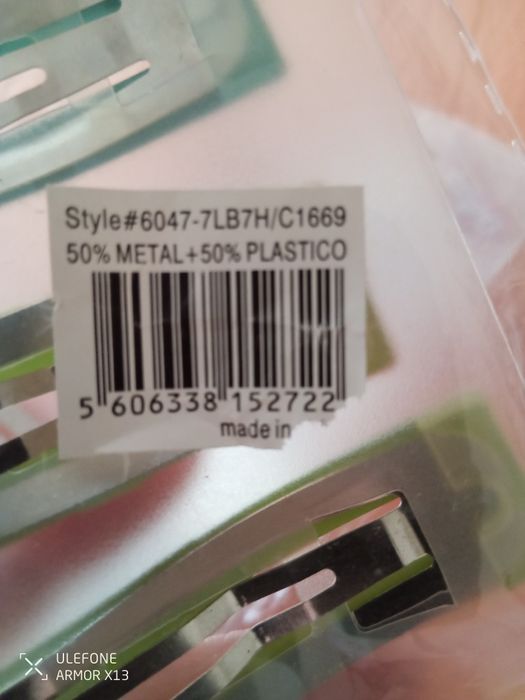 Style#6047-7LB7H/C1669
50% METAL+50% PLASTICO
5 606338 152722
made in
ULEFONE
ARMOR X13